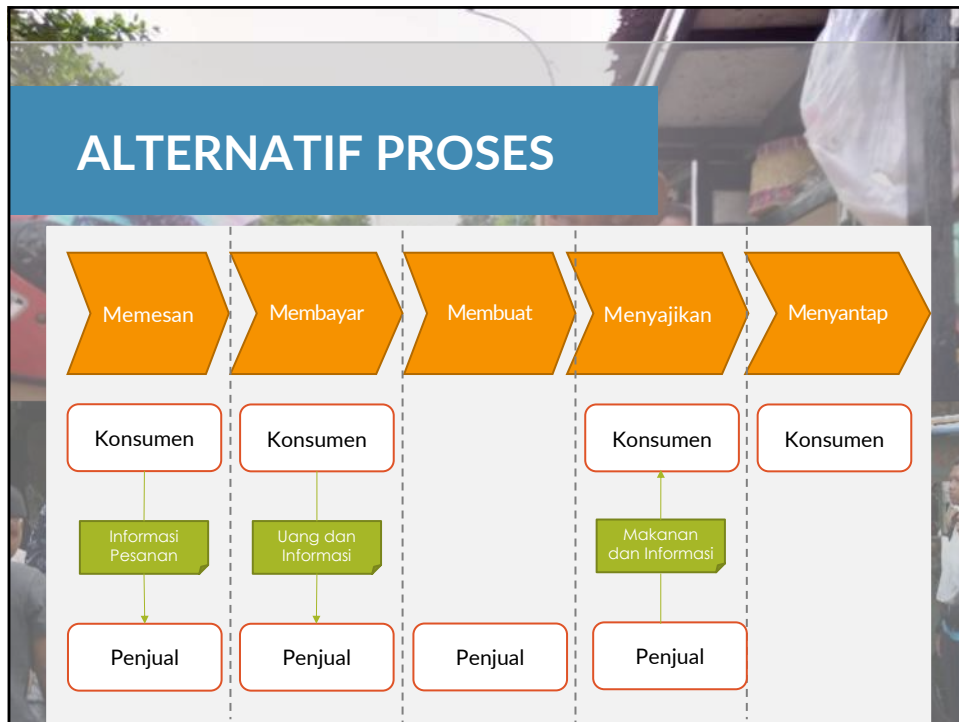 ALTERNATIF PROSES
Memesan
Membayar
Membuat
Menyajikan
Menyantap
Konsumen
Konsumen
Konsumen
Konsumen
Informasi
Pesanan
Uang dan
Informasi
Makanan
dan Informasi
Penjual
Penjual
Penjual
Penjual